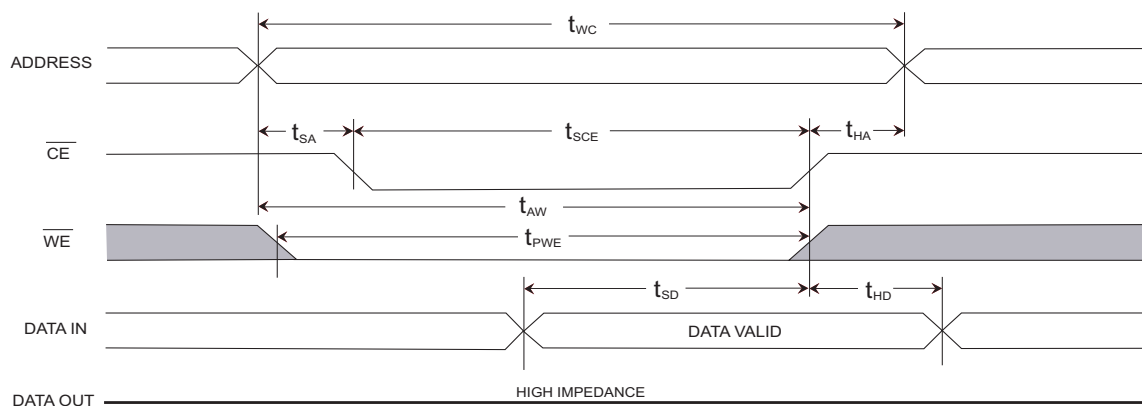 tWC
ADDRESS
tSA
tSCE
tHA
CE
tAW
WE
tPWE
tSD
tHD
DATA IN
DATA VALID
HIGH IMPEDANCE
DATA OUT